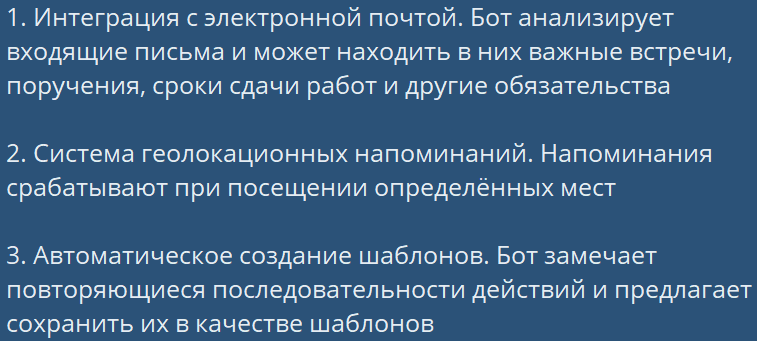 1. Интеграция с электронной почтой. Бот анализирует
входящие письма и может находить в них важные встречи,
поручения, сроки сдачи работ и другие обязательства
2. Система геолокационных напоминаний. Напоминания
срабатывают при посещении определённых мест
3. Автоматическое создание шаблонов. Бот замечает
повторяющиеся последовательности действий и предлагает
сохранить их в качестве шаблонов